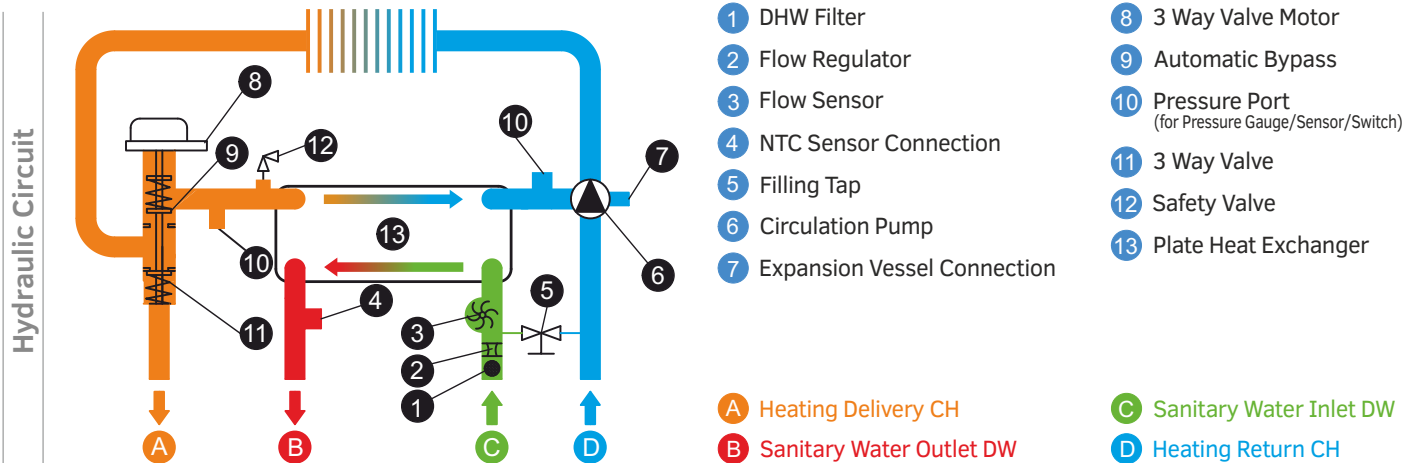 Hydraulic Circuit
8
9
12
10
7
13
10
6
4
5
11
3
2
1
A
B
C
D
1 DHW Filter
2 Flow Regulator
3 Flow Sensor
4 NTC Sensor Connection
5 Filling Tap
6 Circulation Pump
7 Expansion Vessel Connection
8 3 Way Valve Motor
9 Automatic Bypass
10 Pressure Port
(for Pressure Gauge/Sensor/Switch)
11 3 Way Valve
12 Safety Valve
13 Plate Heat Exchanger
A Heating Delivery CH
B Sanitary Water Outlet DW
C Sanitary Water Inlet DW
D Heating Return CH